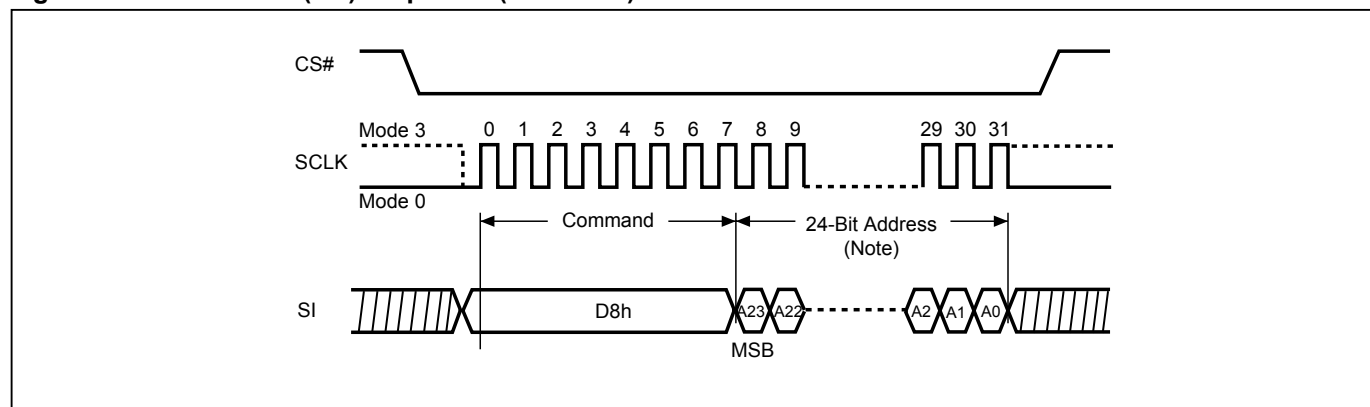 CS#
Mode 3
0 1 2 3 4 5 6 7 8 9 29 30 31
SCLK
Mode 0
Command
24-Bit Address
(Note)
SI
D8h
A23 A22 A2 A1 A0
MSB